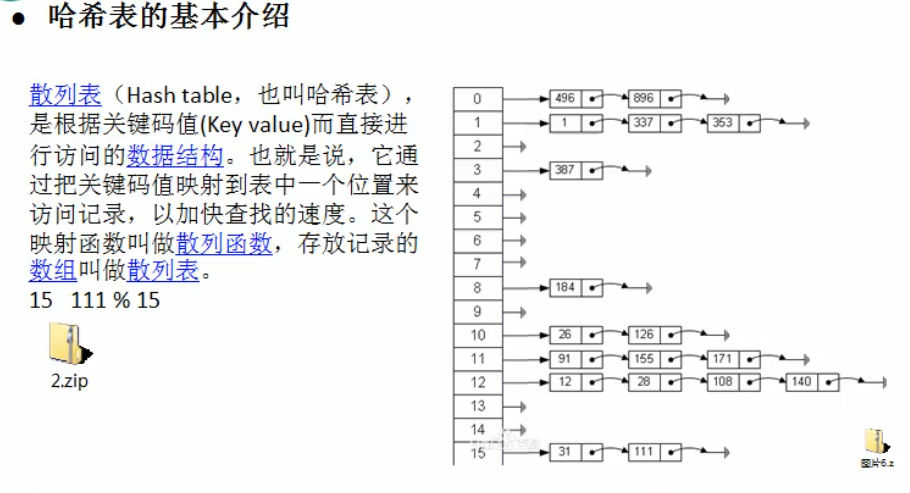 ● 哈希表的基本介绍
散列表（Hash table，也叫哈希表），
是根据关键码值(Key value)而直接进
行访问的数据结构。也就是说，它通
过把关键码值映射到表中一个位置来
访问记录，以加快查找的速度。这个
映射函数叫做散列函数，存放记录的
数组叫做散列表。
15 111 % 15
2.zip
0 496 896
1 1 337 353
2
3 387
4
5
6
7
8 184
9
10 26 126
11 91 155 171
12 12 28 108 140
13
14
15 31 111
图片6.z